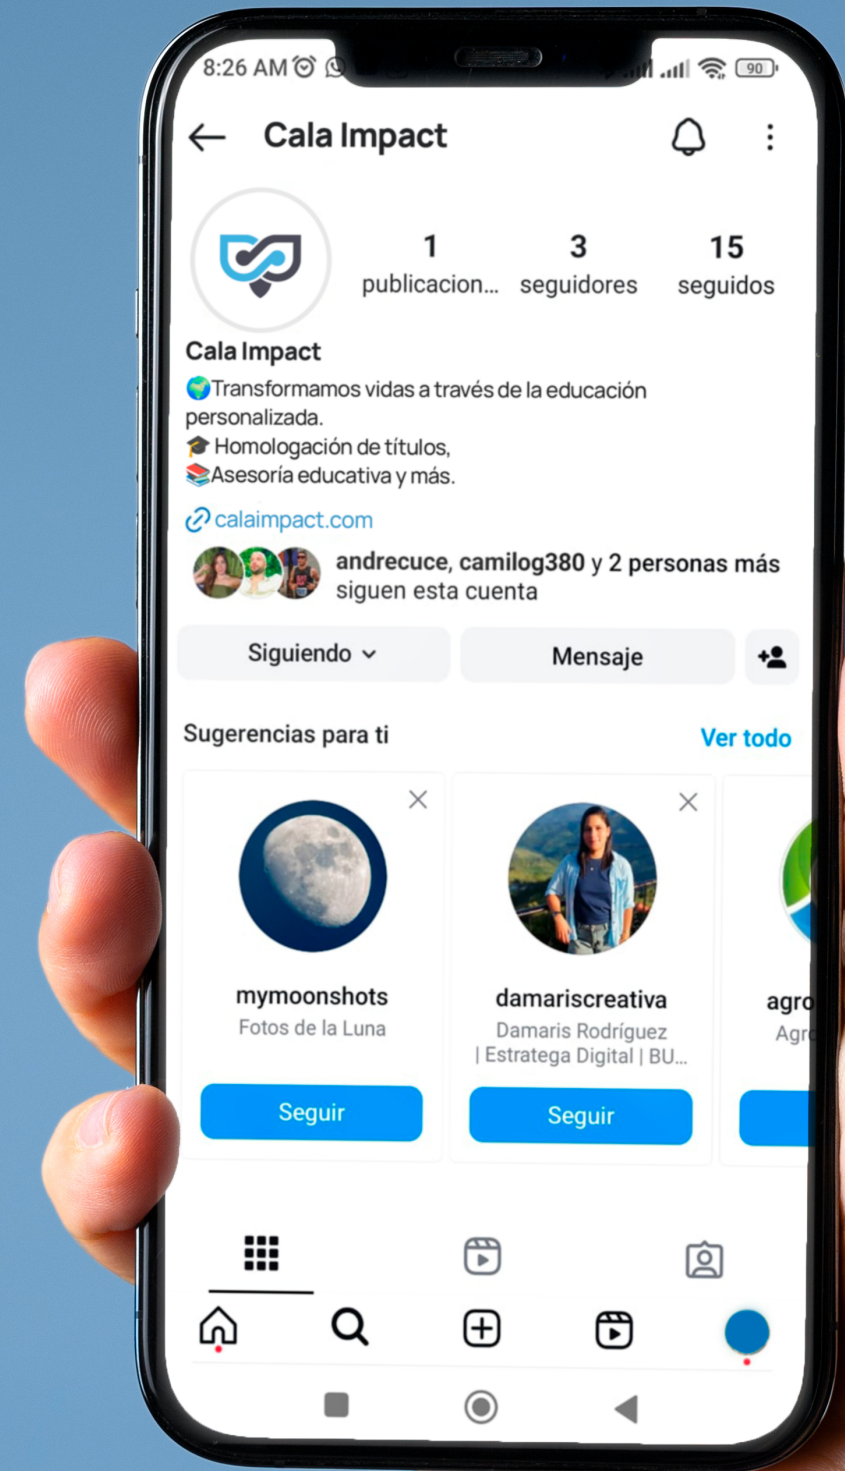 8:26 AM
90
Cala Impact
1
3
15
publicacion...
seguidores
seguidos
Cala Impact
🌍Transformamos vidas a través de la educación
personalizada.
🎓 Homologación de títulos,
📚Asesoría educativa y más.
calaimpact.com
andrecuce, camilog380 y 2 personas más
siguen esta cuenta
Siguiendo
Mensaje
Sugerencias para ti
Ver todo
mymoonshots
Fotos de la Luna
Seguir
damariscreativa
Damaris Rodríguez
| Estratega Digital | BU...
Seguir
agro
Agro